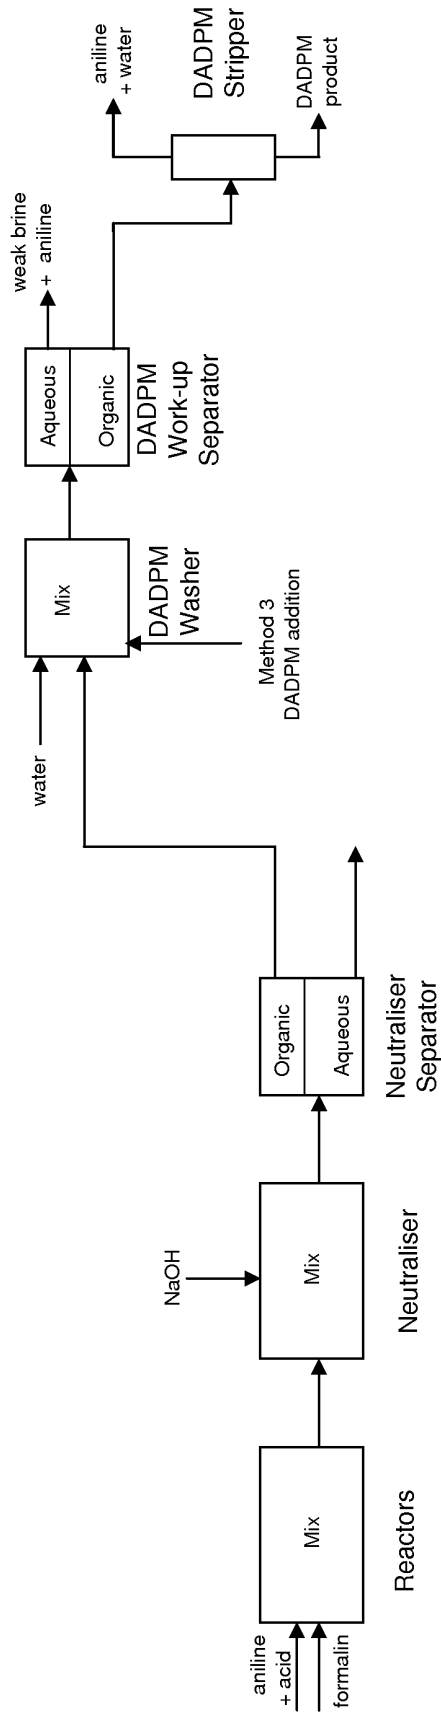 aniline
+ acid
formalin
Mix
Reactors
NaOH
Mix
Neutraliser
Organic
Aqueous
Neutraliser
Separator
water
Mix
DADPM
Washer
Method 3
DADPM addition
Aqueous
Organic
DADPM
Work-up
Separator
weak brine
+ aniline
aniline
+ water
DADPM
Stripper
DADPM
product